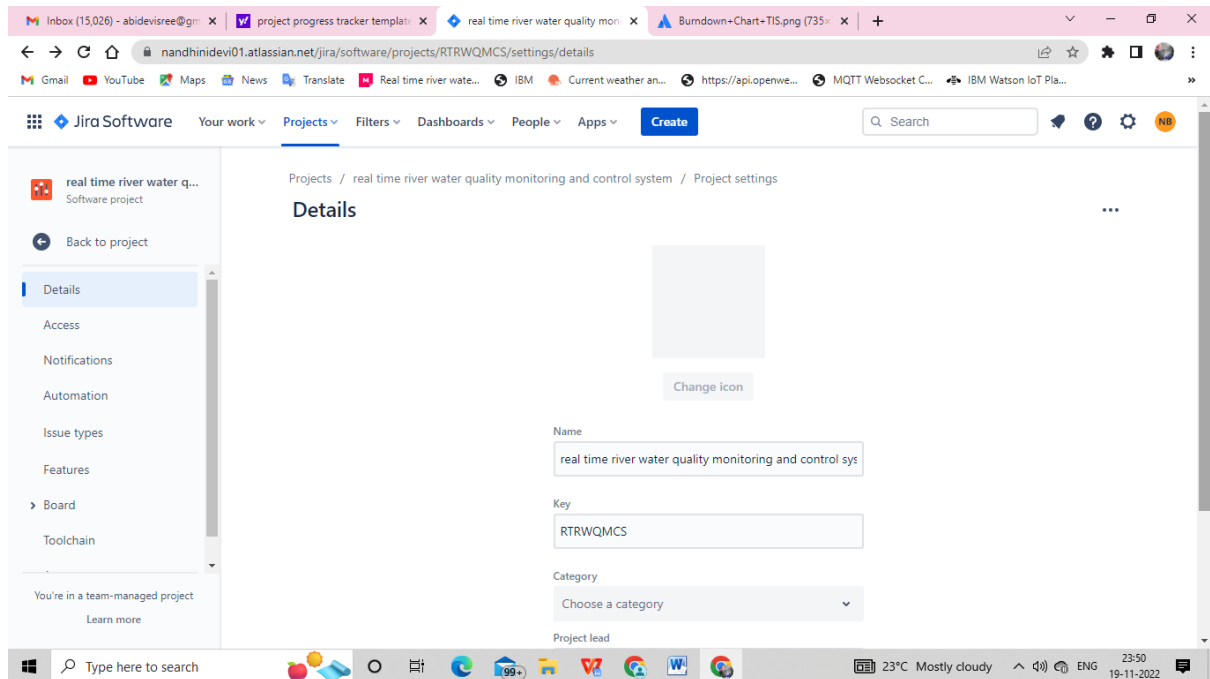 Inbox (15,026) - abidevisree@gm
project progress tracker template
real time river water quality moni
Burndown+Chart+TIS.png (735×
nandhinidevi01.atlassian.net/jira/software/projects/RTRWQMCS/settings/details
Gmail YouTube Maps News Translate Real time river wate... IBM Current weather an... https://api.openwe... MQTT Websocket C... IBM Watson IoT Pla... »
Jira Software Your work Projects Filters Dashboards People Apps Create Search NB
real time river water q...
Software project
Back to project
Details
Access
Notifications
Automation
Issue types
Features
Board
Toolchain
You're in a team-managed project
Learn more
Projects / real time river water quality monitoring and control system / Project settings
Details
Change icon
Name
real time river water quality monitoring and control sys
Key
RTRWQMCS
Category
Choose a category
Project lead
Type here to search 99+ W 23°C Mostly cloudy ENG
23:50
19-11-2022